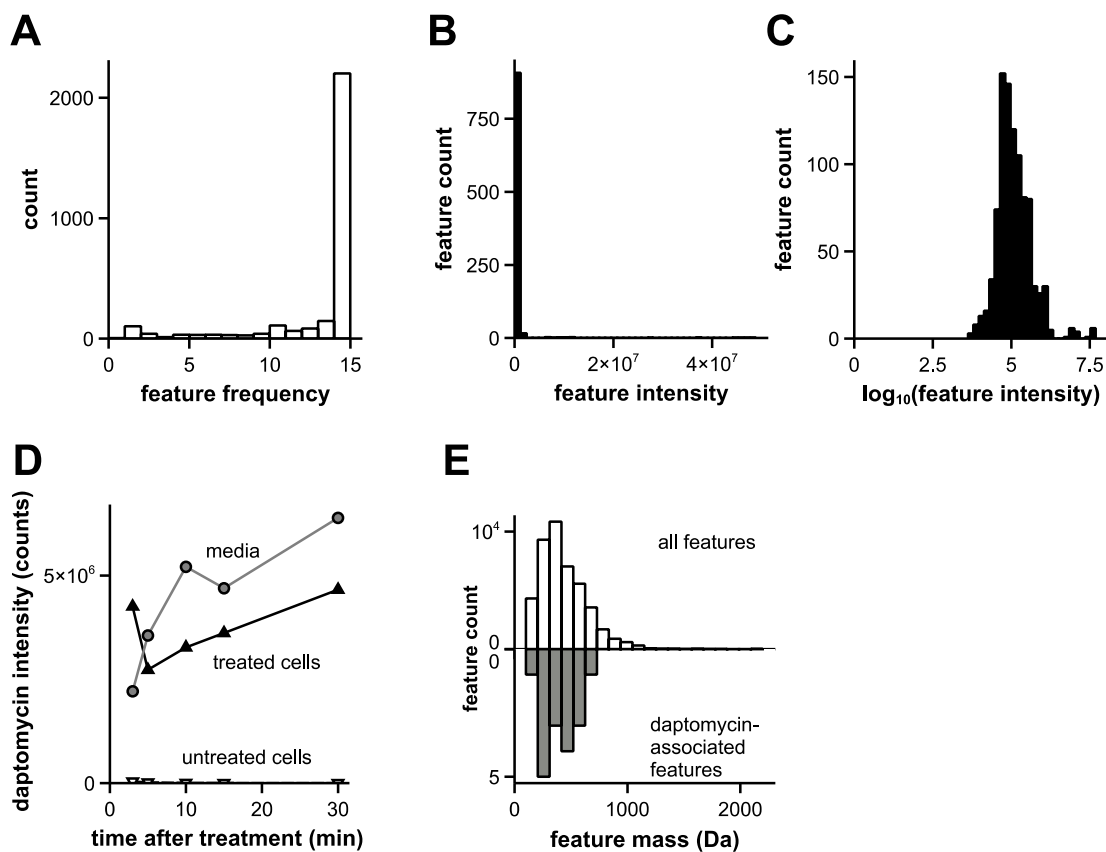 A
count
2000
1000
0
0
5
10
15
feature frequency
B
feature count
750
500
250
0
0
2×10⁷
4×10⁷
feature intensity
C
feature count
150
100
50
0
0
2.5
5
7.5
log₁₀(feature intensity)
D
daptomycin intensity (counts)
5×10⁶
0
media
treated cells
untreated cells
0
10
20
30
time after treatment (min)
E
feature count
10⁴
0
0
5
all features
daptomycin-
associated
features
0
1000
2000
feature mass (Da)